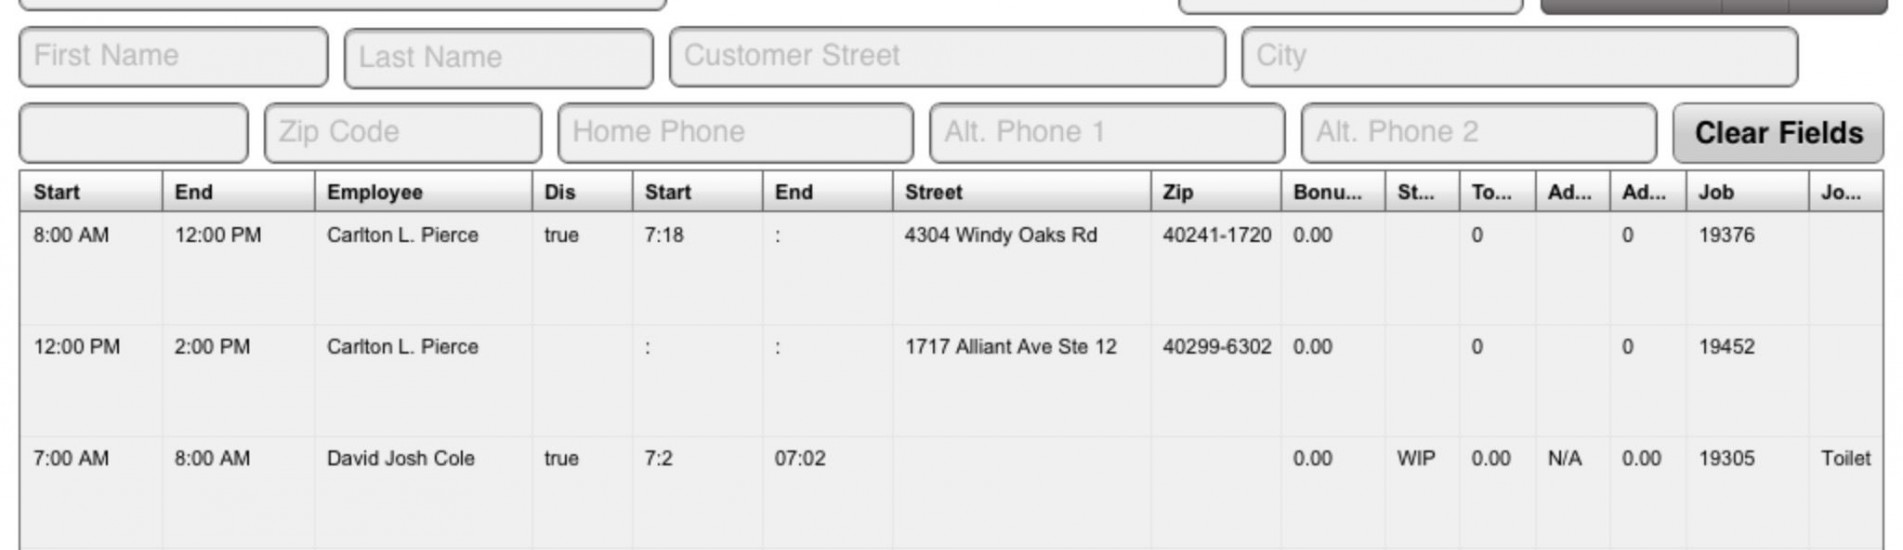 First Name Last Name Customer Street City
Zip Code Home Phone Alt. Phone 1 Alt. Phone 2 Clear Fields
Start End Employee Dis Start End Street Zip Bonu... St... To... Ad... Ad... Job Jo...
8:00 AM 12:00 PM Carlton L. Pierce true 7:18 : 4304 Windy Oaks Rd 40241-1720 0.00 0 0 19376
12:00 PM 2:00 PM Carlton L. Pierce : : 1717 Alliant Ave Ste 12 40299-6302 0.00 0 0 19452
7:00 AM 8:00 AM David Josh Cole true 7:2 07:02 0.00 WIP 0.00 N/A 0.00 19305 Toilet